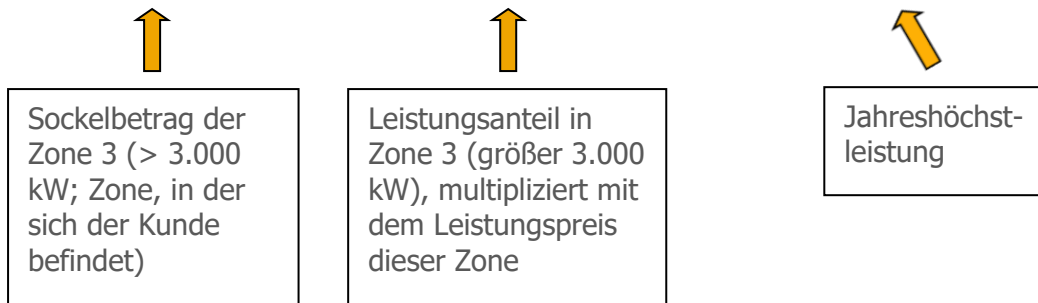 Sockelbetrag der
Zone 3 (> 3.000
kW; Zone, in der
sich der Kunde
befindet)
Leistungsanteil in
Zone 3 (größer 3.000
kW), multipliziert mit
dem Leistungspreis
dieser Zone
Jahreshöchst-
leistung